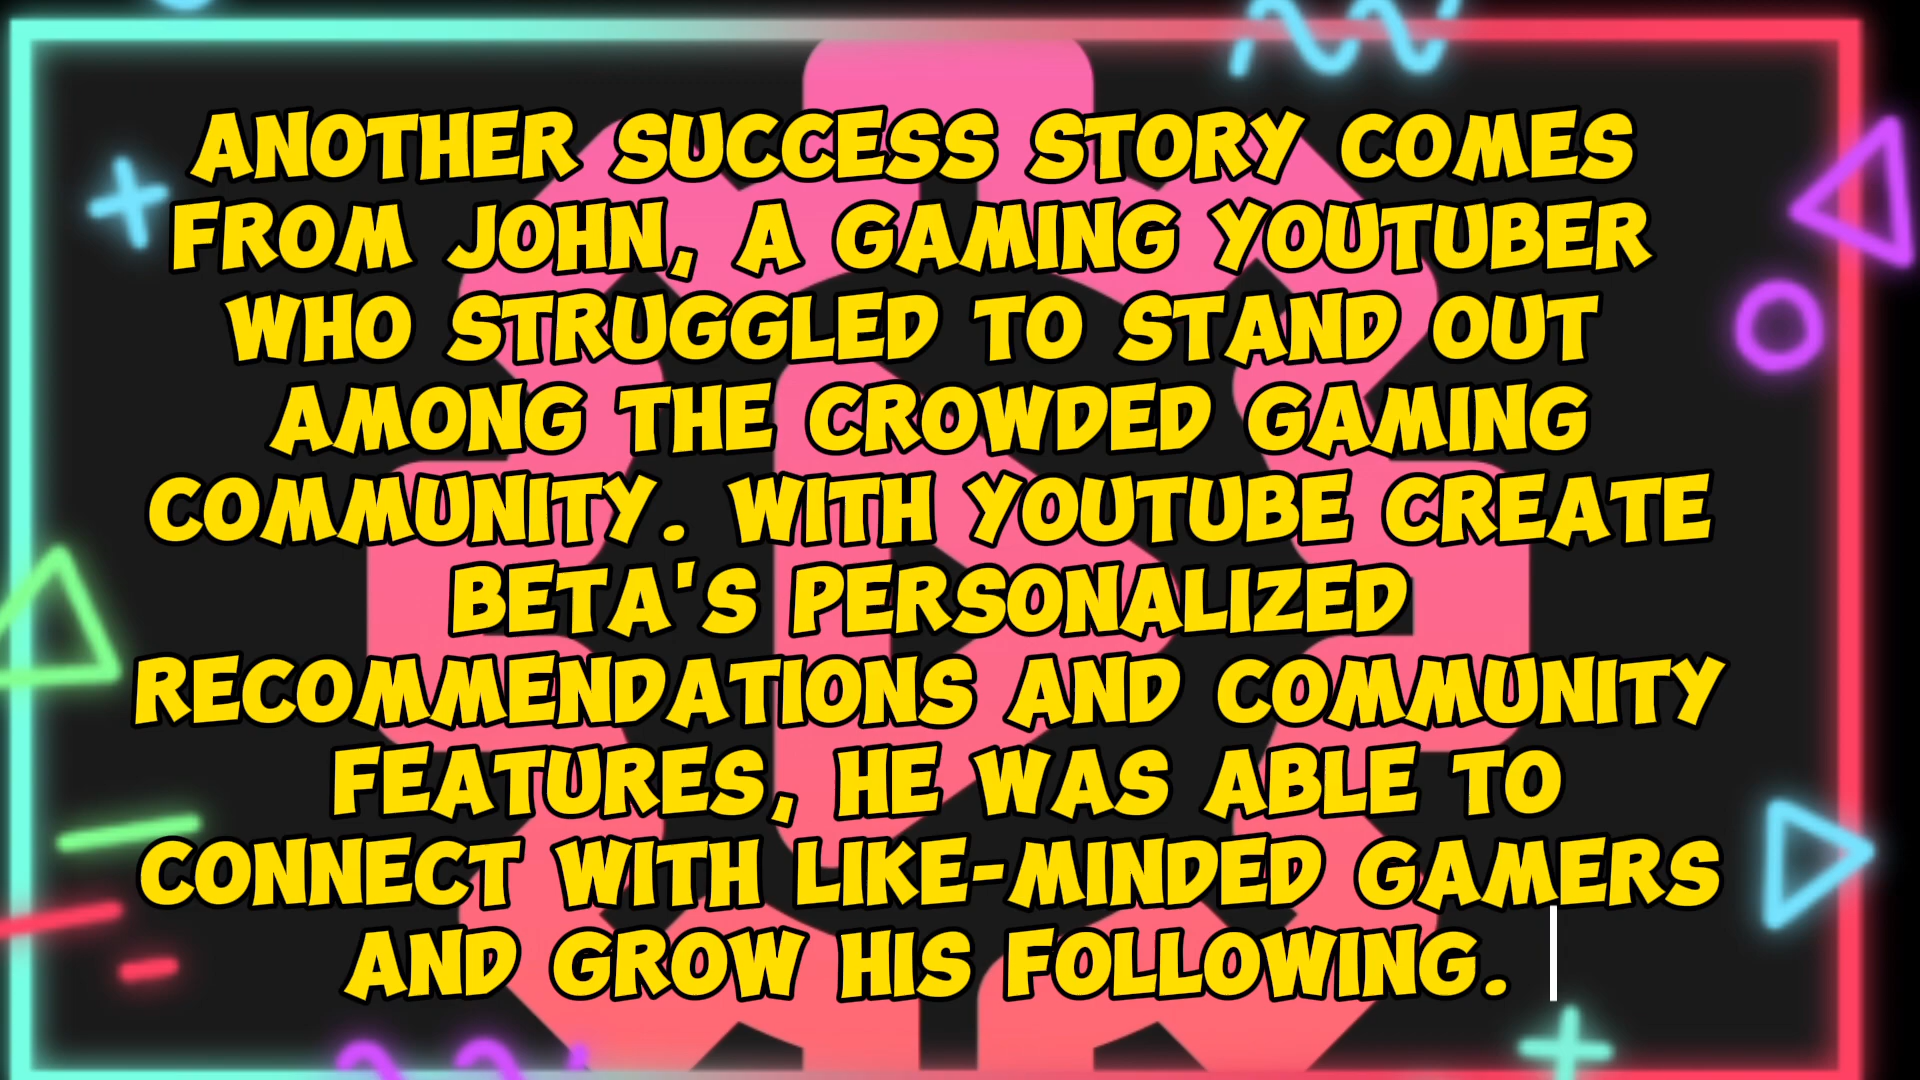 ANOTHER SUCCESS STORY COMES
FROM JOHN, A GAMING YOUTUBER
WHO STRUGGLED TO STAND OUT
AMONG THE CROWDED GAMING
COMMUNITY. WITH YOUTUBE CREATE
BETA'S PERSONALIZED
RECOMMENDATIONS AND COMMUNITY
FEATURES, HE WAS ABLE TO
CONNECT WITH LIKE-MINDED GAMERS
AND GROW HIS FOLLOWING.